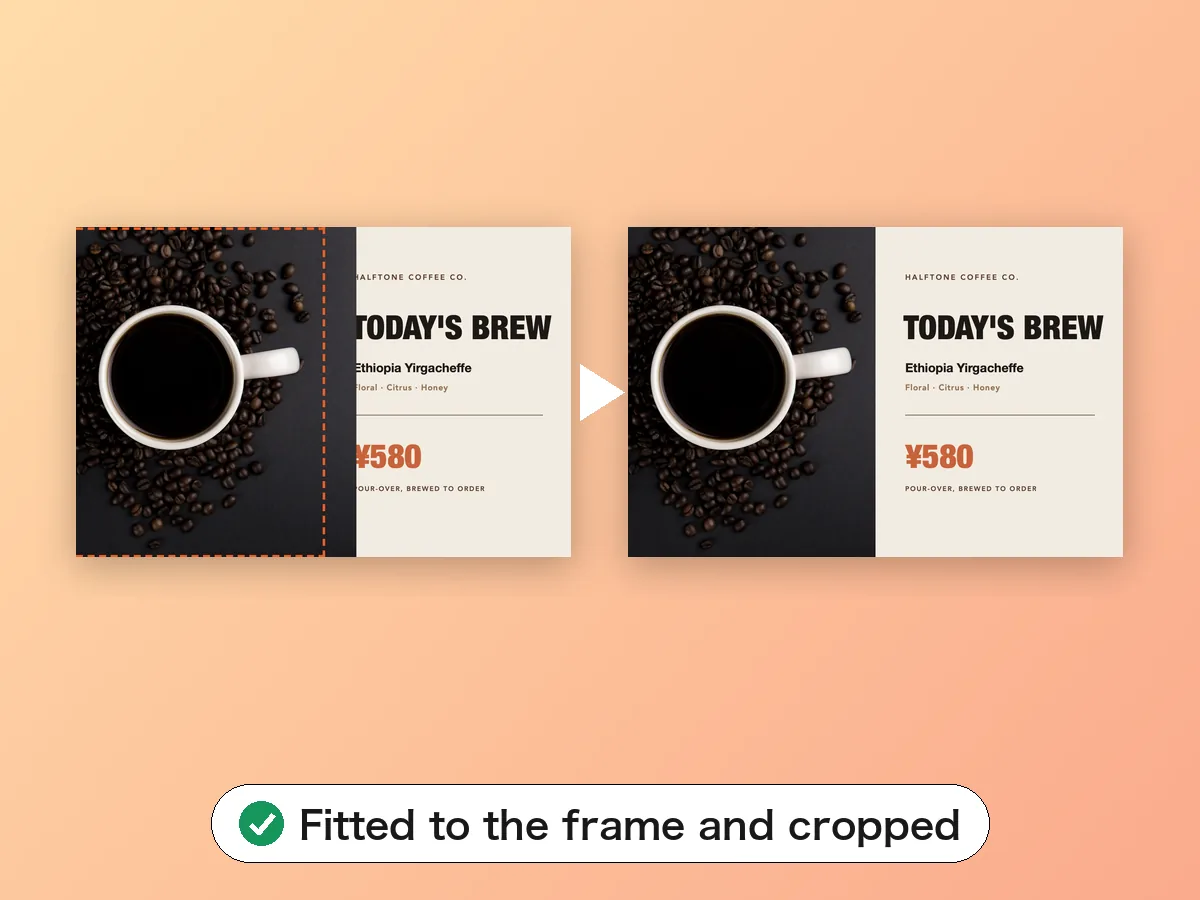 HALFTONE COFFEE CO.
TODAY'S BREW
Ethiopia Yirgacheffe
Floral · Citrus · Honey
¥580
POUR-OVER, BREWED TO ORDER
HALFTONE COFFEE CO.
TODAY'S BREW
Ethiopia Yirgacheffe
Floral · Citrus · Honey
¥580
POUR-OVER, BREWED TO ORDER
Fitted to the frame and cropped